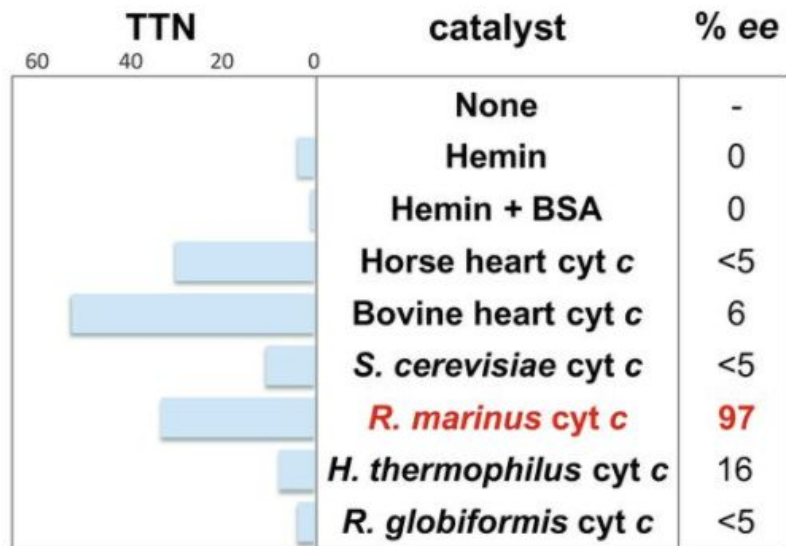 TTN catalyst % ee
60 40 20 0
None -
Hemin 0
Hemin + BSA 0
Horse heart cyt c <5
Bovine heart cyt c 6
S. cerevisiae cyt c <5
R. marinus cyt c 97
H. thermophilus cyt c 16
R. globiformis cyt c <5